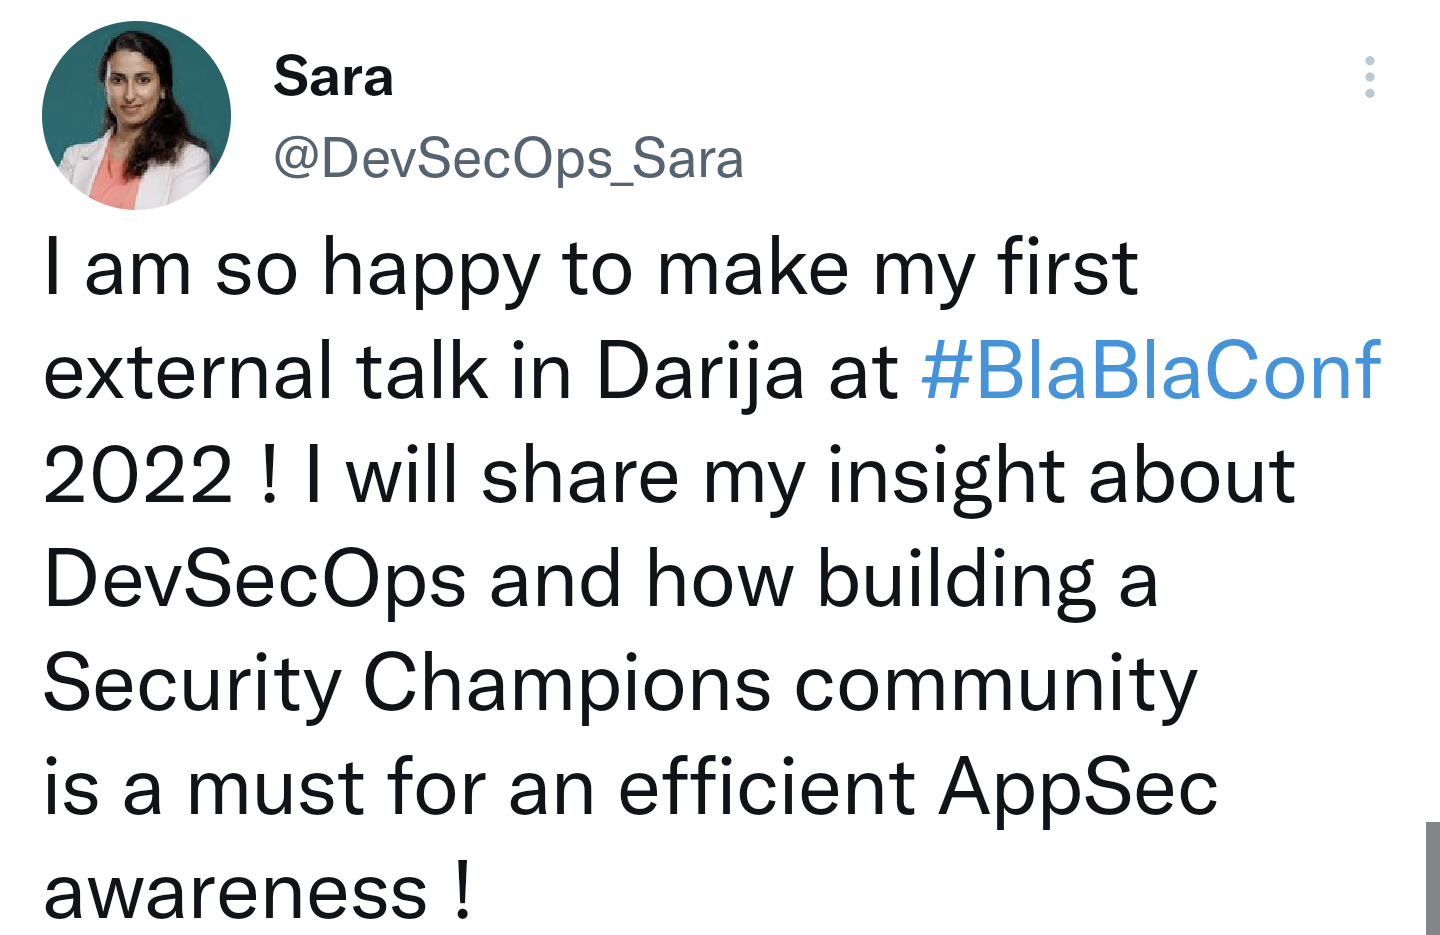 Sara
@DevSecOps_Sara
I am so happy to make my first
external talk in Darija at #BlaBlaConf
2022 ! I will share my insight about
DevSecOps and how building a
Security Champions community
is a must for an efficient AppSec
awareness !